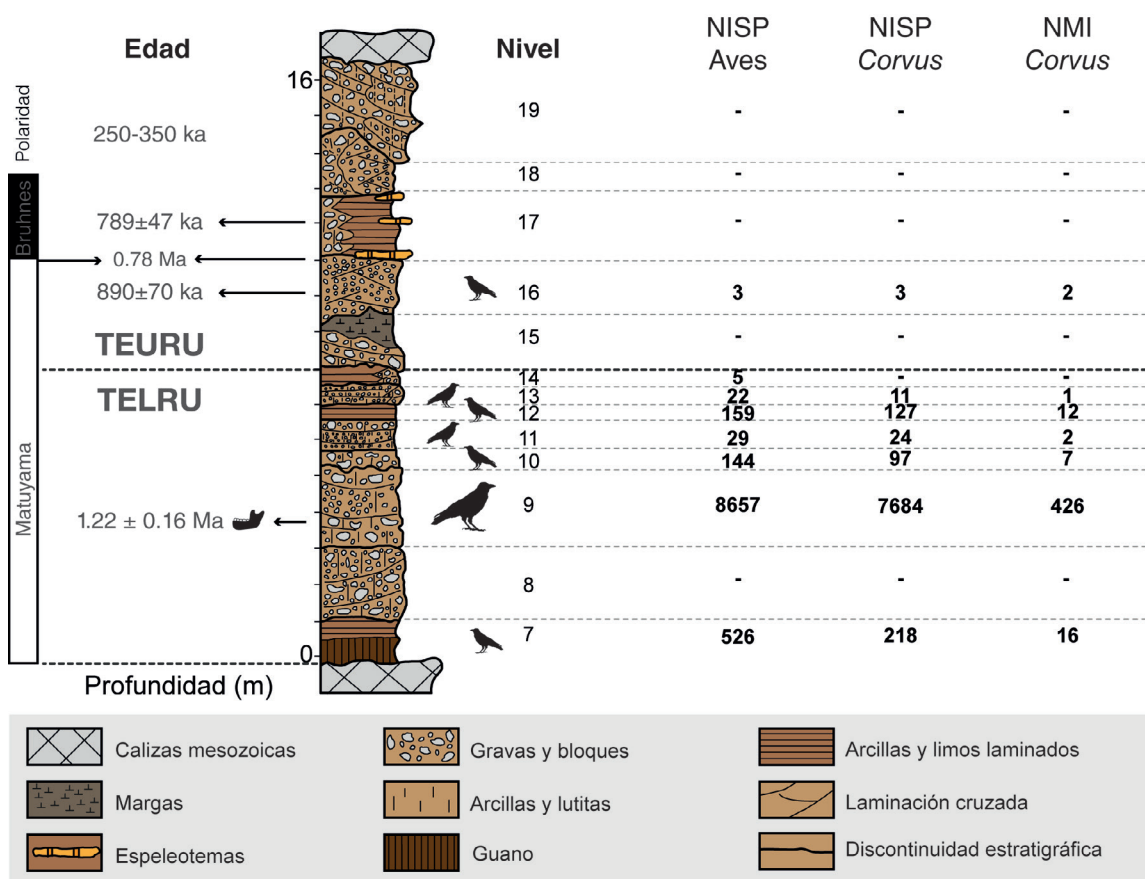 Edad
Nivel
NISP
Aves
NISP
Corvus
NMI
Corvus
Polaridad
16
19 - - -
250-350 ka
18 - - -
Bruhnes
789±47 ka
17 - - -
0.78 Ma
890±70 ka
16 3 3 2
TEURU
15 - - -
TELRU
14 5 - -
13 22 11 1
12 159 127 12
11 29 24 2
10 144 97 7
Matuyama
1.22 ± 0.16 Ma
9 8657 7684 426
8 - - -
7 526 218 16
0
Profundidad (m)
Calizas mesozoicas
Gravas y bloques
Arcillas y limos laminados
Margas
Arcillas y lutitas
Laminación cruzada
Espeleotemas
Guano
Discontinuidad estratigráfica